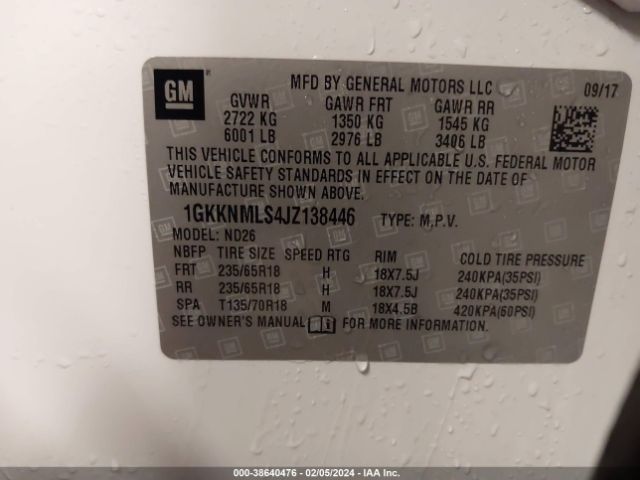 GM
MFD BY GENERAL MOTORS LLC 09/17
GVWR GAWR FRT GAWR RR
2722 KG 1350 KG 1545 KG
6001 LB 2976 LB 3406 LB
THIS VEHICLE CONFORMS TO ALL APPLICABLE U.S. FEDERAL MOTOR
VEHICLE SAFETY STANDARDS IN EFFECT ON THE DATE OF
MANUFACTURE SHOWN ABOVE.
1GKKNMLS4JZ138446 TYPE: M.P.V.
MODEL: ND26
NBFP TIRE SIZE SPEED RTG RIM COLD TIRE PRESSURE
FRT 235/65R18 H 18X7.5J 240KPA(35PSI)
RR 235/65R18 H 18X7.5J 240KPA(35PSI)
SPA T135/70R18 M 18X4.5B 420KPA(60PSI)
SEE OWNER'S MANUAL FOR MORE INFORMATION.
000-38640476 - 02/05/2024 - IAA Inc.